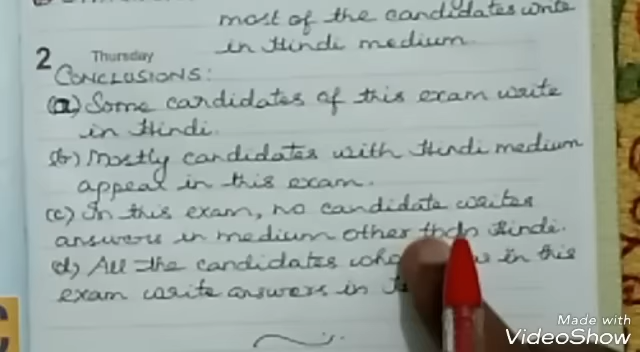 most of the candidates write
in Hindi medium
2 Thursday
CONCLUSIONS:
(a) Some candidates of this exam write
in Hindi.
(b) Mostly candidates with Hindi medium
appear in this exam.
(c) In this exam, no candidate writes
answers in medium other than Hindi.
(d) All the candidates in this
exam write answers in
Made with
VideoShow